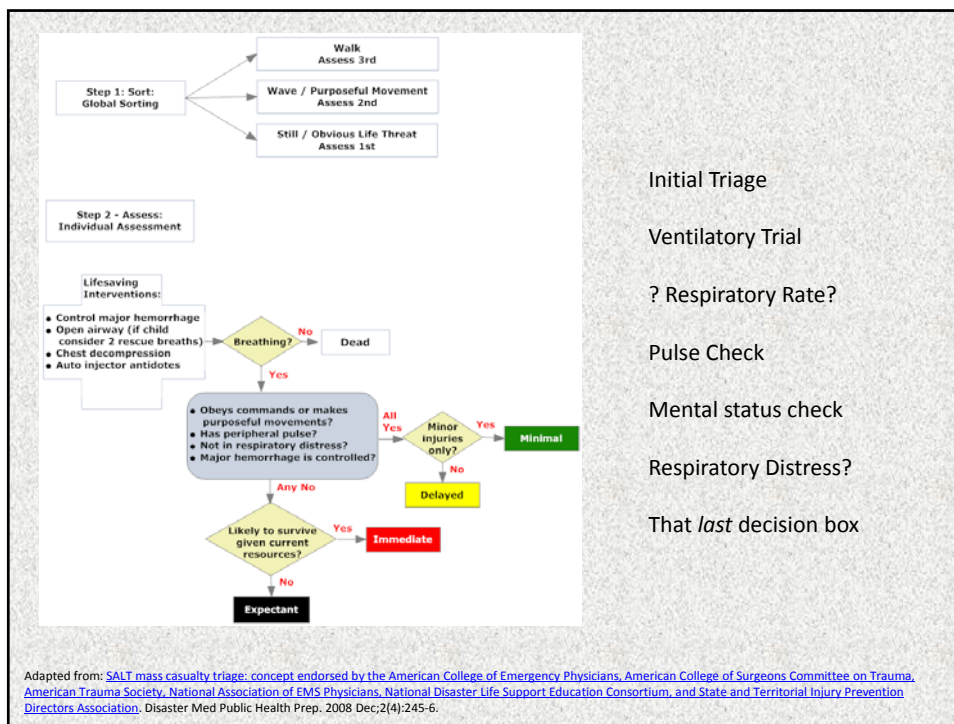 Walk
Assess 3rd
Step 1: Sort:
Global Sorting
Wave / Purposeful Movement
Assess 2nd
Still / Obvious Life Threat
Assess 1st
Step 2 - Assess:
Individual Assessment
Lifesaving
Interventions:
• Control major hemorrhage
• Open airway (if child
consider 2 rescue breaths)
• Chest decompression
• Auto injector antidotes
Breathing?
No
Dead
Yes
• Obeys commands or makes
purposeful movements?
• Has peripheral pulse?
• Not in respiratory distress?
• Major hemorrhage is controlled?
All
Yes
Minor
injuries
only?
Yes
Minimal
No
Delayed
Any No
Likely to survive
given current
resources?
Yes
Immediate
No
Expectant
Initial Triage
Ventilatory Trial
? Respiratory Rate?
Pulse Check
Mental status check
Respiratory Distress?
That last decision box
Adapted from: SALT mass casualty triage: concept endorsed by the American College of Emergency Physicians, American College of Surgeons Committee on Trauma,
American Trauma Society, National Association of EMS Physicians, National Disaster Life Support Education Consortium, and State and Territorial Injury Prevention
Directors Association. Disaster Med Public Health Prep. 2008 Dec;2(4):245-6.